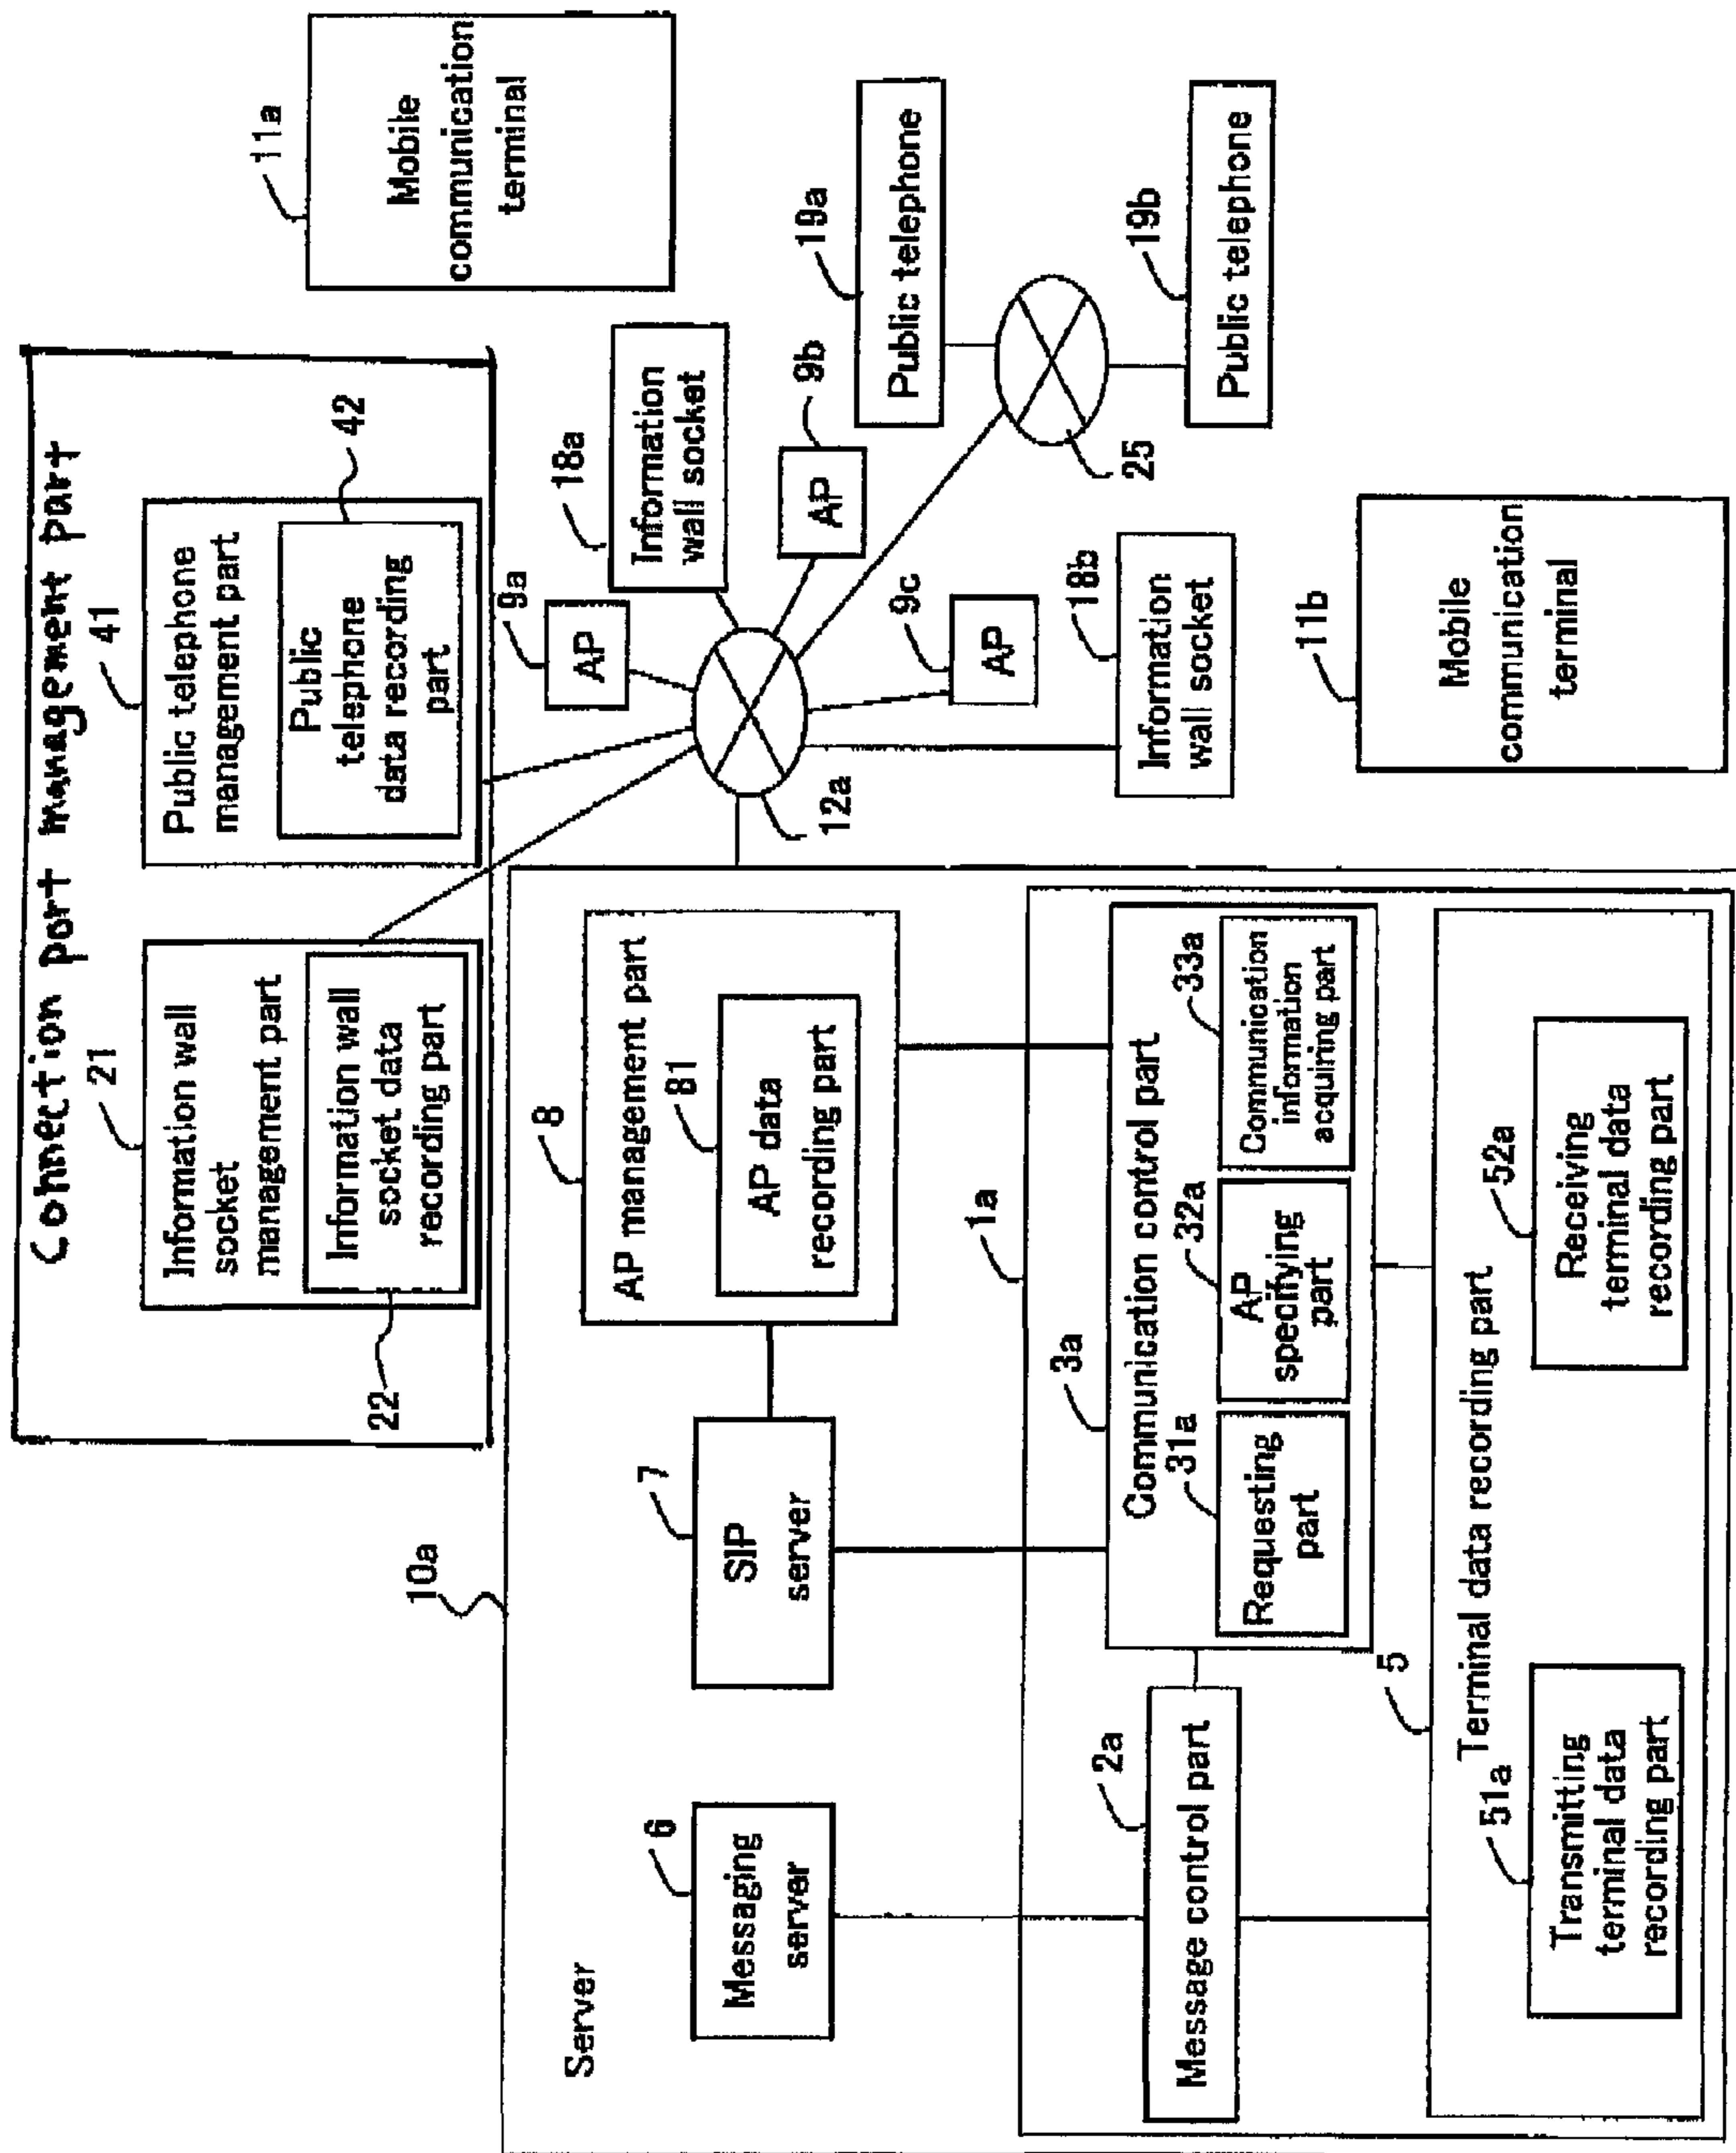 Connection port management part
21
Information wall
socket
management part
Information wall
socket data
recording part
22
41
Public telephone
management part
Public
telephone
data recording
part
42
11a
Mobile
communication
terminal
9a
AP
18a
Information
wall socket
9b
AP
19a
Public telephone
12a
9c
AP
25
19b
Public telephone
18b
Information
wall socket
11b
Mobile
communication
terminal
10a
Server
6
Messaging
server
7
SIP
server
8
AP management part
81
AP data
recording part
1a
2a
Message control part
3a
Communication control part
31a
Requesting
part
32a
AP
specifying
part
33a
Communication
information
acquiring part
5
Terminal data recording part
51a
Transmitting
terminal data
recording part
52a
Receiving
terminal data
recording part